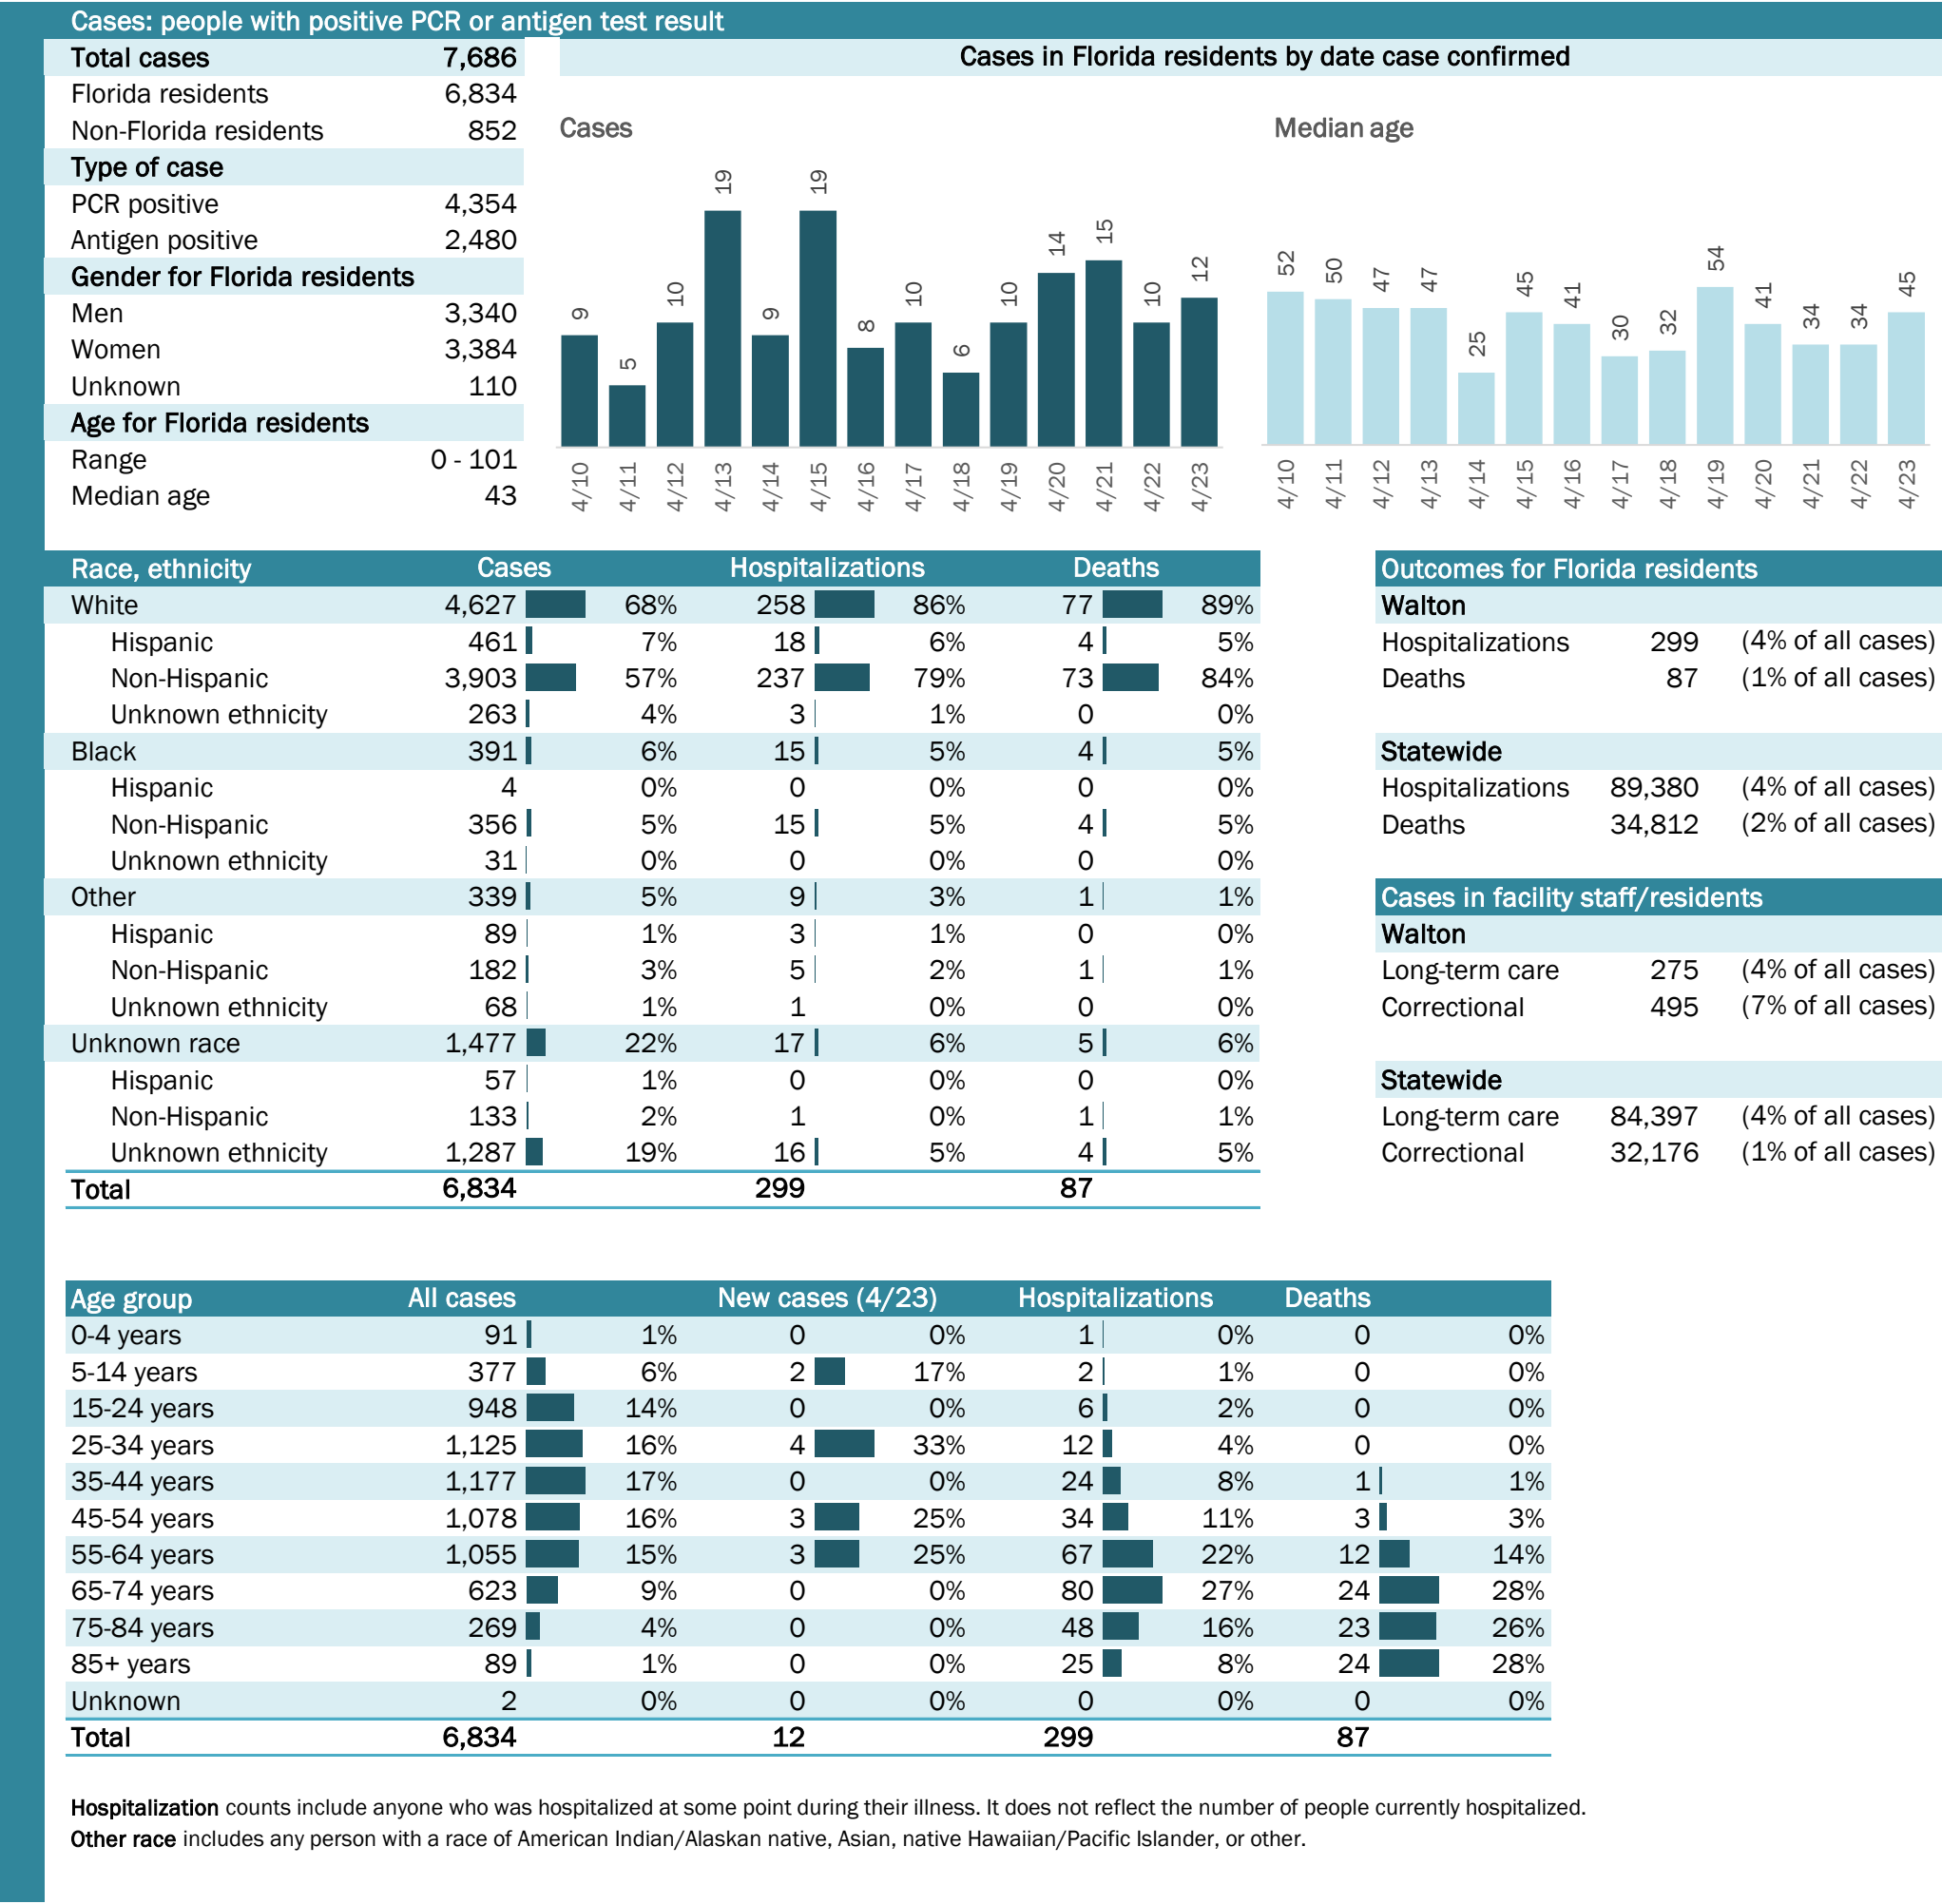 Cases: people with positive PCR or antigen test result
Total cases 7,686
Florida residents 6,834
Non-Florida residents 852
Type of case
PCR positive 4,354
Antigen positive 2,480
Gender for Florida residents
Men 3,340
Women 3,384
Unknown 110
Age for Florida residents
Range 0 - 101
Median age 43
Cases in Florida residents by date case confirmed
Cases
9 5 10 19 9 19 8 10 6 10 14 15 10 12
4/10 4/11 4/12 4/13 4/14 4/15 4/16 4/17 4/18 4/19 4/20 4/21 4/22 4/23
Median age
52 50 47 47 25 45 41 30 32 54 41 34 34 45
4/10 4/11 4/12 4/13 4/14 4/15 4/16 4/17 4/18 4/19 4/20 4/21 4/22 4/23
Race, ethnicity Cases Hospitalizations Deaths
White 4,627 68% 258 86% 77 89%
Hispanic 461 7% 18 6% 4 5%
Non-Hispanic 3,903 57% 237 79% 73 84%
Unknown ethnicity 263 4% 3 1% 0 0%
Black 391 6% 15 5% 4 5%
Hispanic 4 0% 0 0% 0 0%
Non-Hispanic 356 5% 15 5% 4 5%
Unknown ethnicity 31 0% 0 0% 0 0%
Other 339 5% 9 3% 1 1%
Hispanic 89 1% 3 1% 0 0%
Non-Hispanic 182 3% 5 2% 1 1%
Unknown ethnicity 68 1% 1 0% 0 0%
Unknown race 1,477 22% 17 6% 5 6%
Hispanic 57 1% 0 0% 0 0%
Non-Hispanic 133 2% 1 0% 1 1%
Unknown ethnicity 1,287 19% 16 5% 4 5%
Total 6,834 299 87
Outcomes for Florida residents
Walton
Hospitalizations 299 (4% of all cases)
Deaths 87 (1% of all cases)
Statewide
Hospitalizations 89,380 (4% of all cases)
Deaths 34,812 (2% of all cases)
Cases in facility staff/residents
Walton
Long-term care 275 (4% of all cases)
Correctional 495 (7% of all cases)
Statewide
Long-term care 84,397 (4% of all cases)
Correctional 32,176 (1% of all cases)
Age group All cases New cases (4/23) Hospitalizations Deaths
0-4 years 91 1% 0 0% 1 0% 0 0%
5-14 years 377 6% 2 17% 2 1% 0 0%
15-24 years 948 14% 0 0% 6 2% 0 0%
25-34 years 1,125 16% 4 33% 12 4% 0 0%
35-44 years 1,177 17% 0 0% 24 8% 1 1%
45-54 years 1,078 16% 3 25% 34 11% 3 3%
55-64 years 1,055 15% 3 25% 67 22% 12 14%
65-74 years 623 9% 0 0% 80 27% 24 28%
75-84 years 269 4% 0 0% 48 16% 23 26%
85+ years 89 1% 0 0% 25 8% 24 28%
Unknown 2 0% 0 0% 0 0% 0 0%
Total 6,834 12 299 87
Hospitalization counts include anyone who was hospitalized at some point during their illness. It does not reflect the number of people currently hospitalized.
Other race includes any person with a race of American Indian/Alaskan native, Asian, native Hawaiian/Pacific Islander, or other.